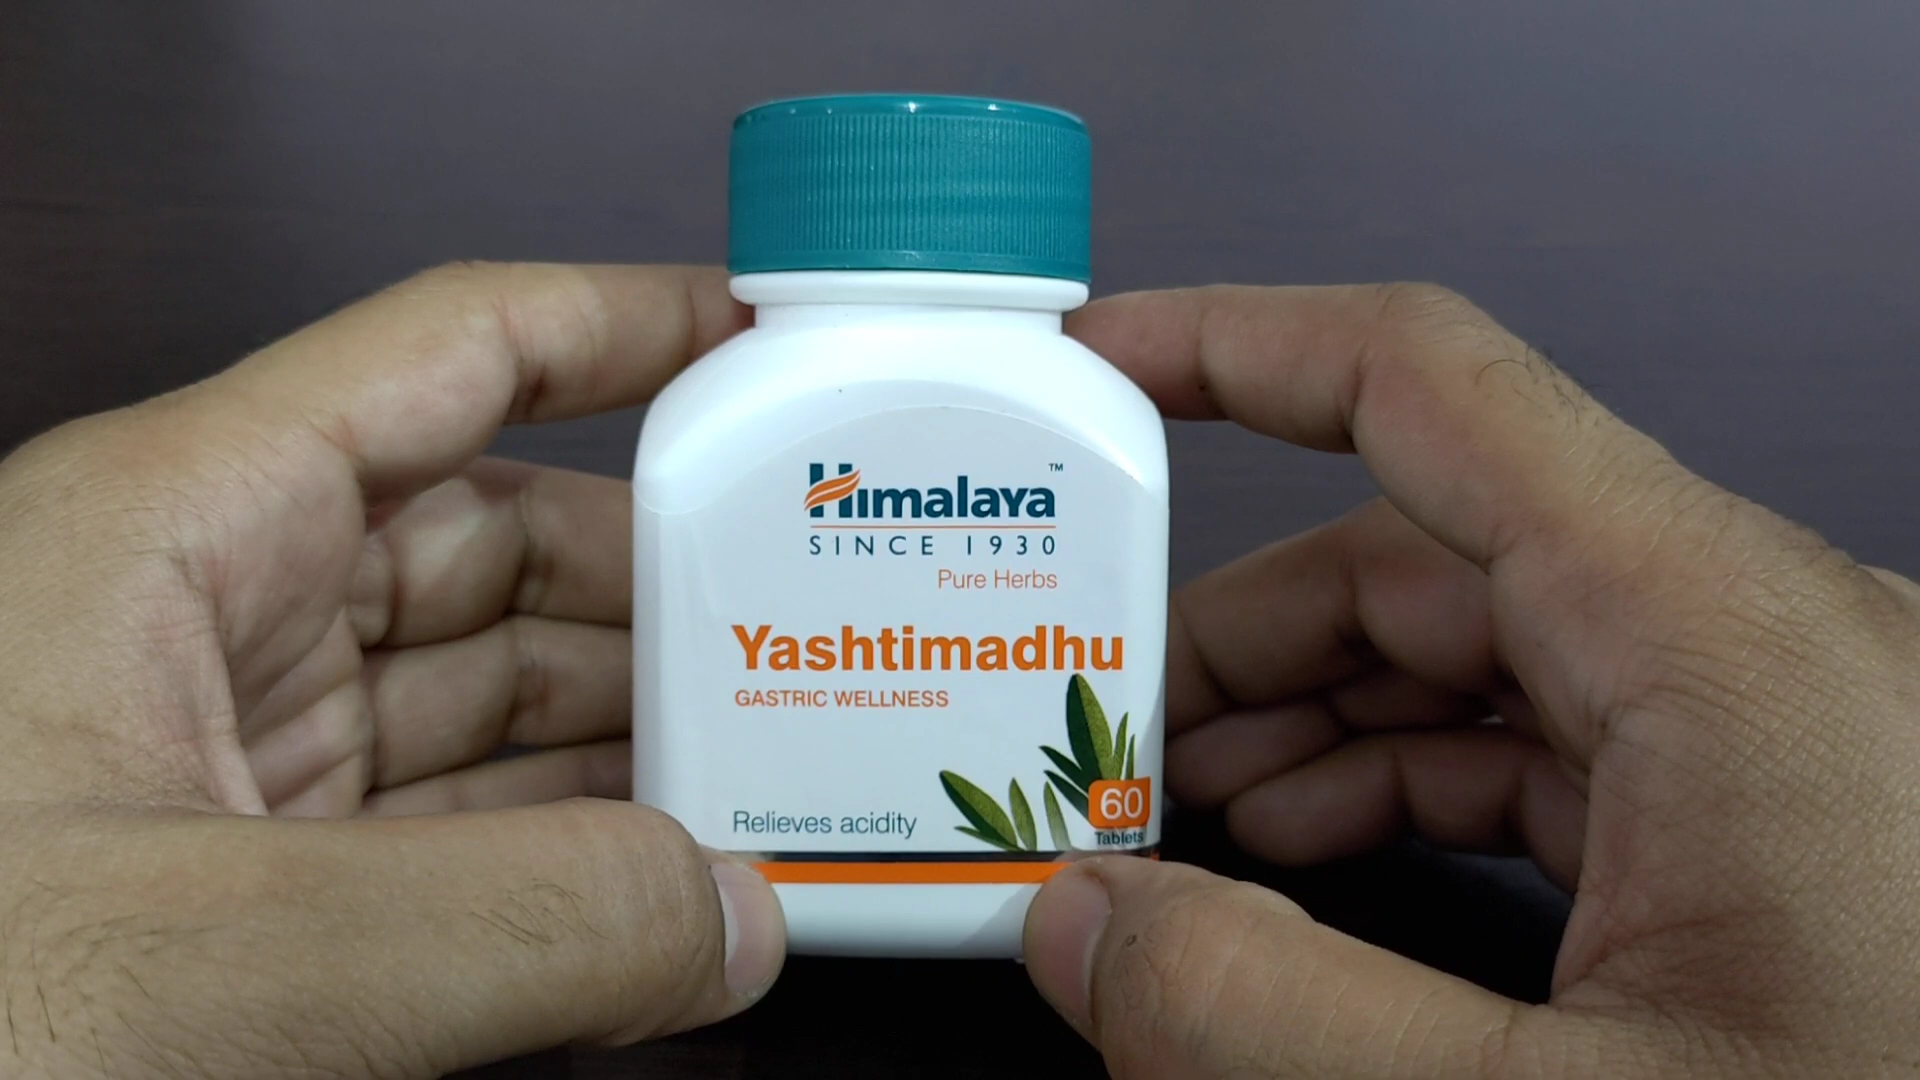 Himalaya™
SINCE 1930
Pure Herbs
Yashtimadhu
GASTRIC WELLNESS
Relieves acidity
60
Tablets